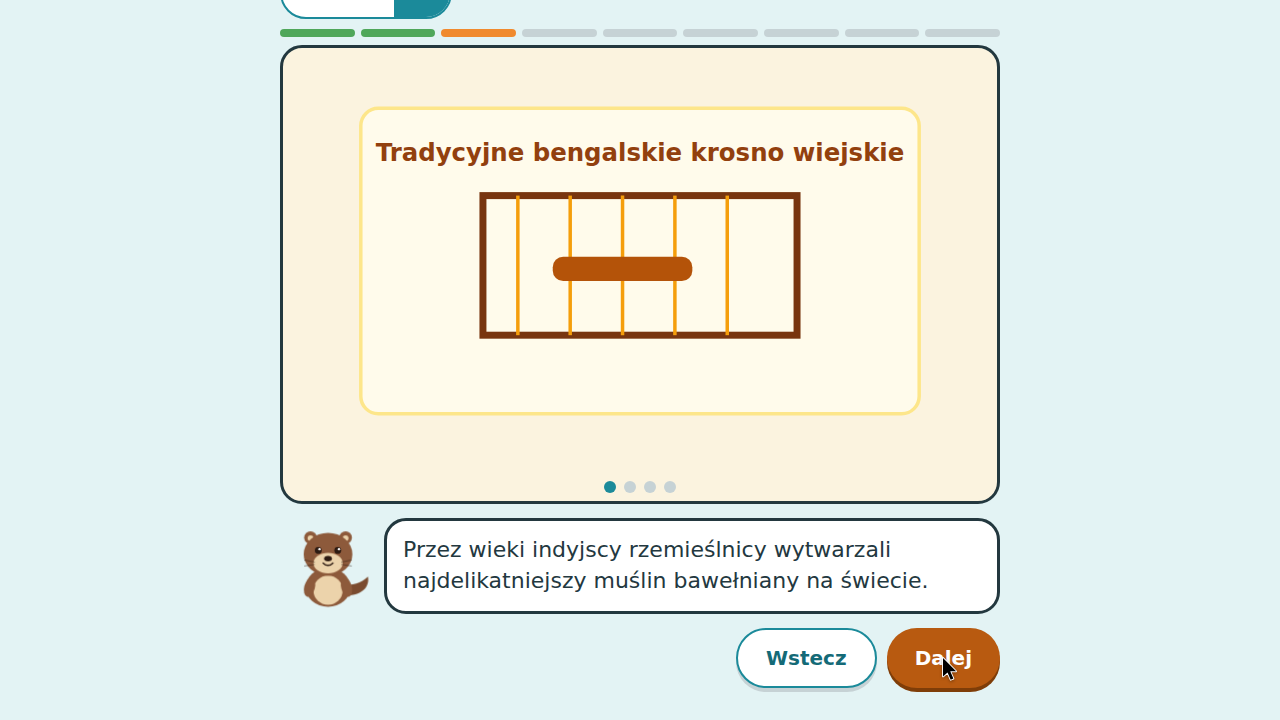 Tradycyjne bengalskie krosno wiejskie
Przez wieki indyjscy rzemieślnicy wytwarzali
najdelikatniejszy muślin bawełniany na świecie.
Wstecz
Dalej